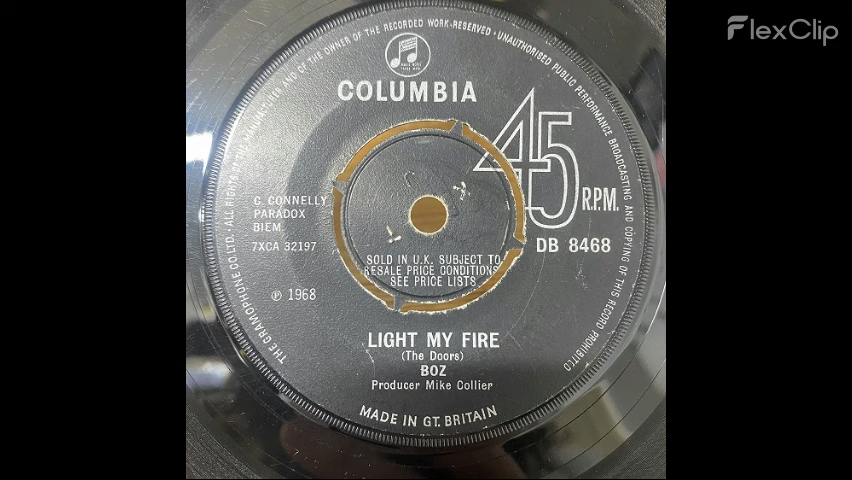 FlexClip
THE GRAMOPHONE CO LTD. · ALL RIGHTS OF THE MANUFACTURER AND OF THE OWNER OF THE RECORDED WORK·RESERVED · UNAUTHORISED PUBLIC PERFORMANCE BROADCASTING AND COPYING OF THIS RECORD PROHIBITED
COLUMBIA
45
R.P.M.
DB 8468
C. CONNELLY
PARADOX
BIEM.
7XCA 32197
℗ 1968
SOLD IN U.K. SUBJECT TO
RESALE PRICE CONDITIONS
SEE PRICE LISTS
LIGHT MY FIRE
(The Doors)
BOZ
Producer Mike Collier
MADE IN GT. BRITAIN